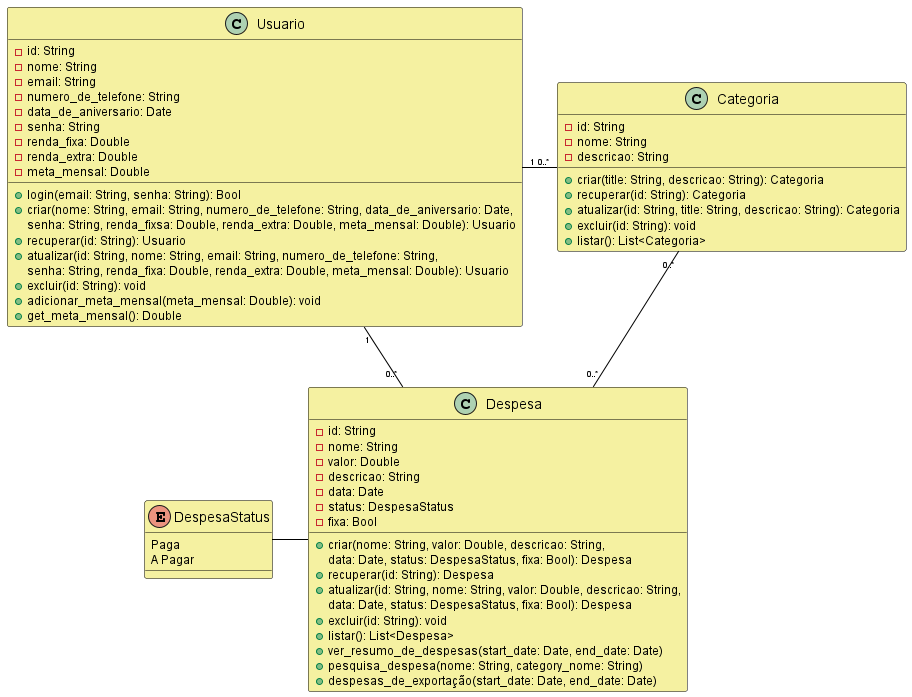 C Usuario
id: String
nome: String
email: String
numero_de_telefone: String
data_de_aniversario: Date
senha: String
renda_fixa: Double
renda_extra: Double
meta_mensal: Double
login(email: String, senha: String): Bool
criar(nome: String, email: String, numero_de_telefone: String, data_de_aniversario: Date,
senha: String, renda_fixsa: Double, renda_extra: Double, meta_mensal: Double): Usuario
recuperar(id: String): Usuario
atualizar(id: String, nome: String, email: String, numero_de_telefone: String,
senha: String, renda_fixa: Double, renda_extra: Double, meta_mensal: Double): Usuario
excluir(id: String): void
adicionar_meta_mensal(meta_mensal: Double): void
get_meta_mensal(): Double
1 0..*
C Categoria
id: String
nome: String
descricao: String
criar(title: String, descricao: String): Categoria
recuperar(id: String): Categoria
atualizar(id: String, title: String, descricao: String): Categoria
excluir(id: String): void
listar(): List<Categoria>
0..*
1
0..*
0..*
C Despesa
id: String
nome: String
valor: Double
descricao: String
data: Date
status: DespesaStatus
fixa: Bool
criar(nome: String, valor: Double, descricao: String,
data: Date, status: DespesaStatus, fixa: Bool): Despesa
recuperar(id: String): Despesa
atualizar(id: String, nome: String, valor: Double, descricao: String,
data: Date, status: DespesaStatus, fixa: Bool): Despesa
excluir(id: String): void
listar(): List<Despesa>
ver_resumo_de_despesas(start_date: Date, end_date: Date)
pesquisa_despesa(nome: String, category_nome: String)
despesas_de_exportação(start_date: Date, end_date: Date)
E DespesaStatus
Paga
A Pagar